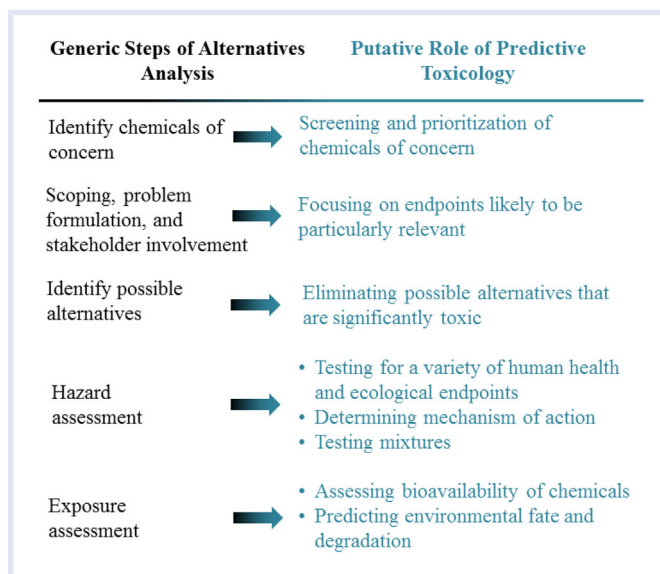 Generic Steps of Alternatives
Analysis
Putative Role of Predictive
Toxicology
Identify chemicals of
concern
Screening and prioritization of
chemicals of concern
Scoping, problem
formulation, and
stakeholder involvement
Focusing on endpoints likely to be
particularly relevant
Identify possible
alternatives
Eliminating possible alternatives that
are significantly toxic
Hazard
assessment
• Testing for a variety of human health
and ecological endpoints
• Determining mechanism of action
• Testing mixtures
Exposure
assessment
• Assessing bioavailability of chemicals
• Predicting environmental fate and
degradation